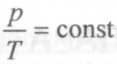 p/T = const